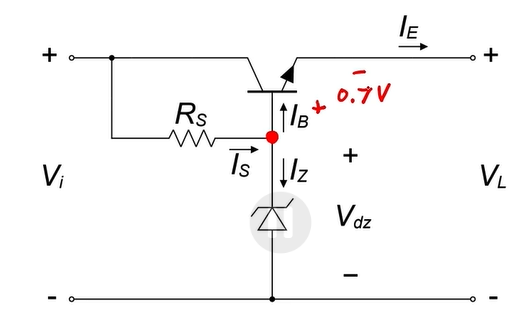 I_E
+ +
−
+ 0.7V
I_B
R_S
I_S
I_Z
+
V_i
V_L
V_dz
−
- -